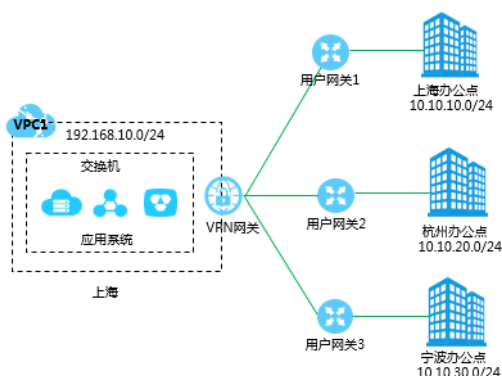 VPC1
192.168.10.0/24
交换机
应用系统
上海
VPN网关
用户网关1
上海办公点
10.10.10.0/24
用户网关2
杭州办公点
10.10.20.0/24
用户网关3
宁波办公点
10.10.30.0/24